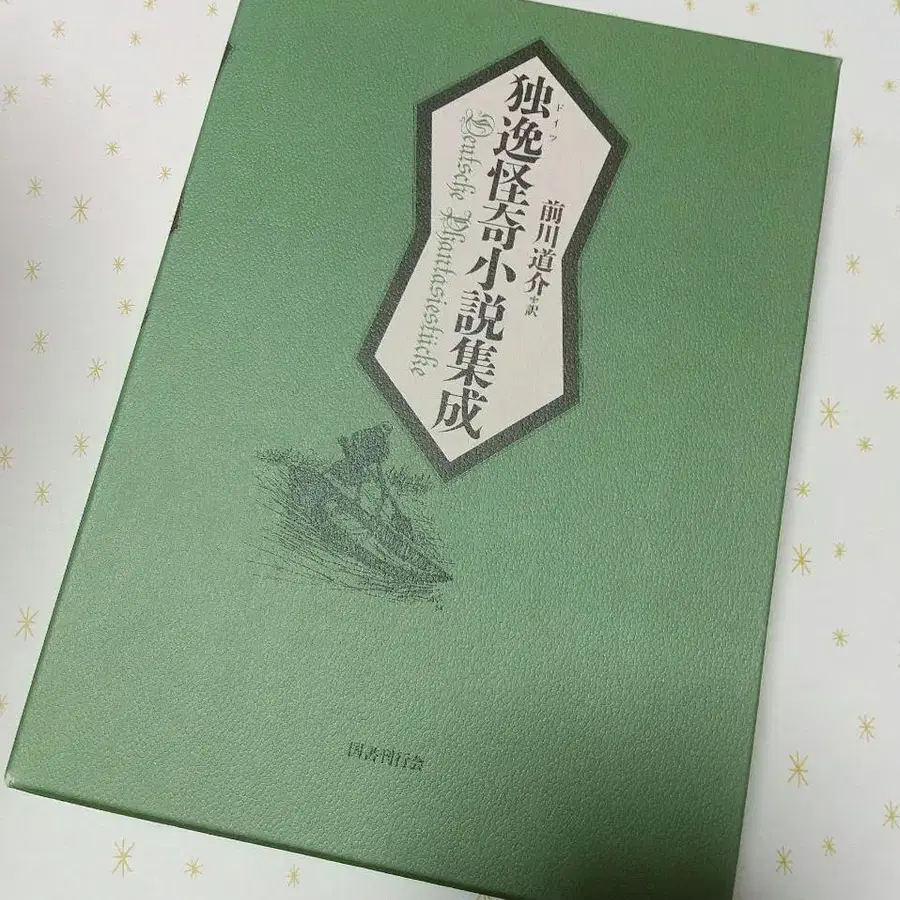 独逸怪奇小説集成
ドイツ
Deutsche Phantasiestücke
前川道介*訳
国書刊行会